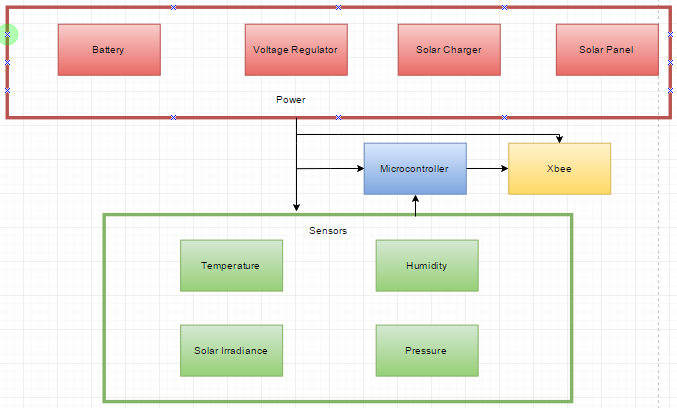 Battery
Voltage Regulator
Solar Charger
Solar Panel
Power
Microcontroller
Xbee
Sensors
Temperature
Humidity
Solar Irradiance
Pressure